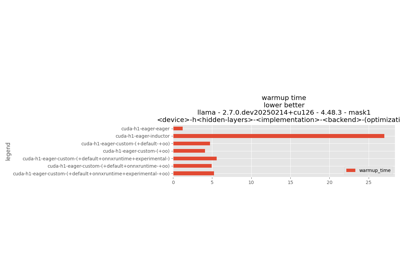 warmup time
lower better
llama - 2.7.0.dev20250214+cu126 - 4.48.3 - mask1
<device>-h<hidden-layers>-<implementation>-<backend>-(optimizati
legend
cuda-h1-eager-eager
cuda-h1-eager-inductor
cuda-h1-eager-custom-(+default-+oo)
cuda-h1-eager-custom-(+oo)
cuda-h1-eager-custom-(+default+onnxruntime+experimental-)
cuda-h1-eager-custom-(+default+onnxruntime-+oo)
cuda-h1-eager-custom-(+default+onnxruntime+experimental-+oo)
warmup_time
0 5 10 15 20 25